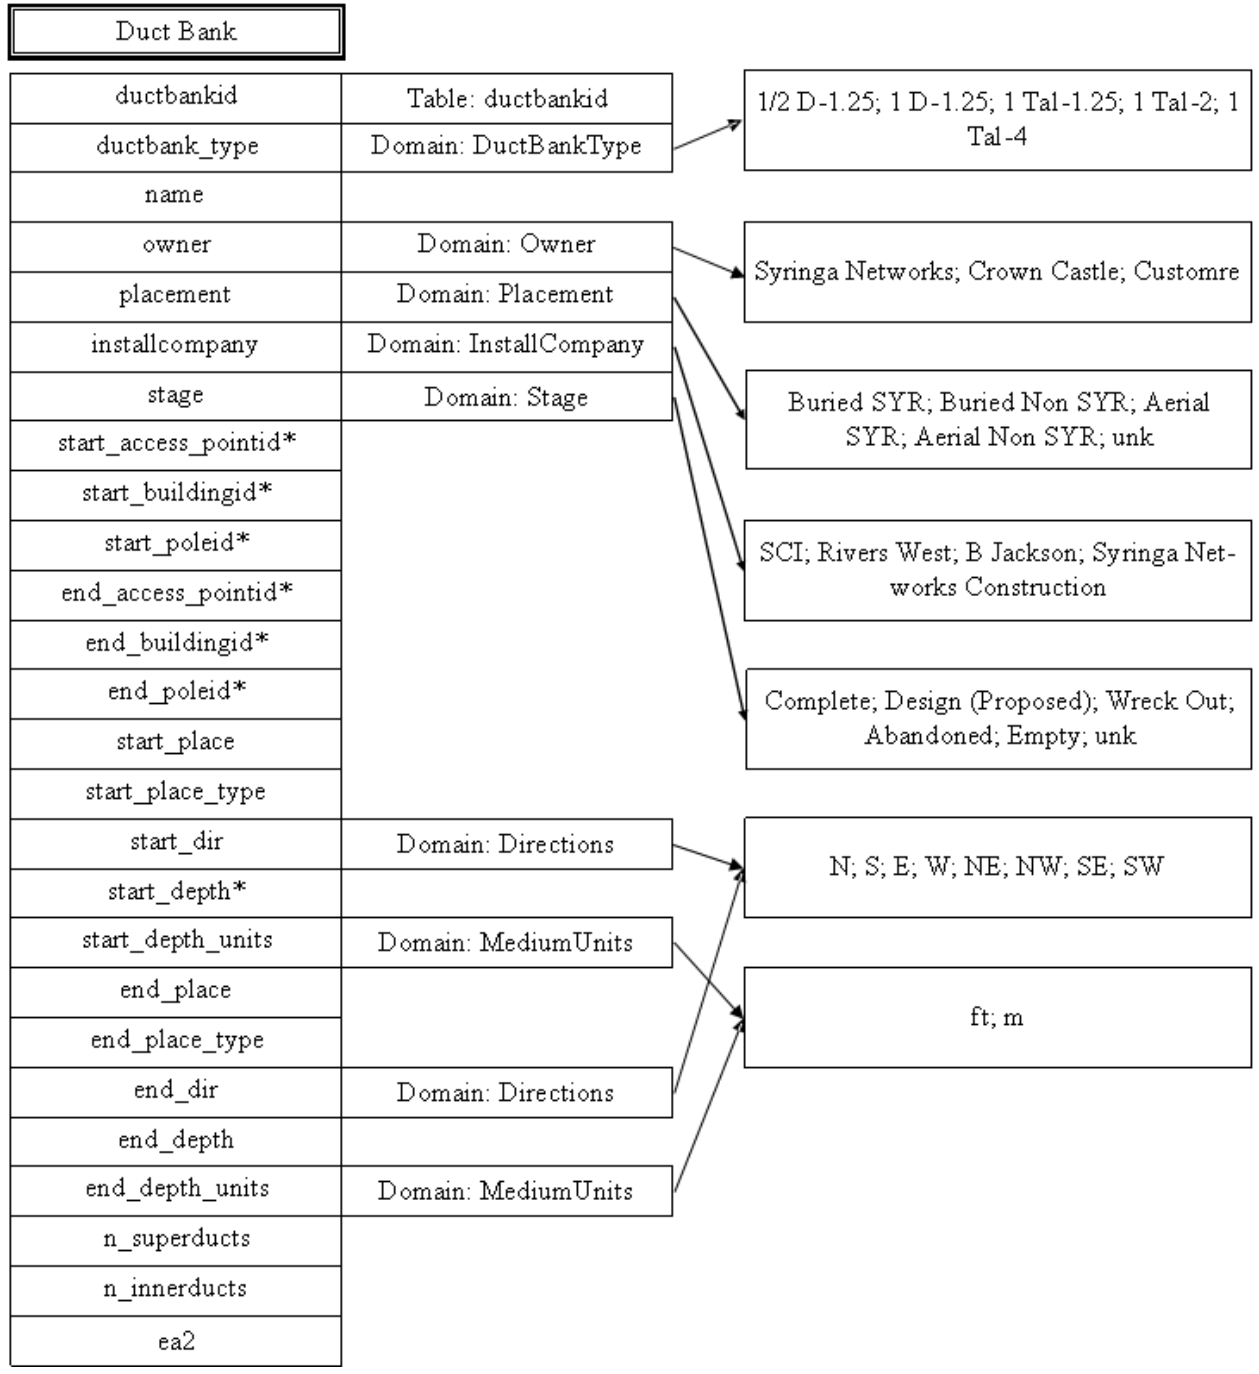 Duct Bank
ductbankid
Table: ductbankid
1/2 D-1.25; 1 D-1.25; 1 Tal-1.25; 1 Tal-2; 1
Tal-4
ductbank_type
Domain: DuctBankType
name
owner
Domain: Owner
Syringa Networks; Crown Castle; Customre
placement
Domain: Placement
installcompany
Domain: InstallCompany
stage
Domain: Stage
Buried SYR; Buried Non SYR; Aerial
SYR; Aerial Non SYR; unk
start_access_pointid*
start_buildingid*
start_poleid*
SCI; Rivers West; B Jackson; Syringa Net-
works Construction
end_access_pointid*
end_buildingid*
end_poleid*
Complete; Design (Proposed); Wreck Out;
Abandoned; Empty; unk
start_place
start_place_type
start_dir
Domain: Directions
N; S; E; W; NE; NW; SE; SW
start_depth*
start_depth_units
Domain: MediumUnits
end_place
ft; m
end_place_type
end_dir
Domain: Directions
end_depth
end_depth_units
Domain: MediumUnits
n_superducts
n_innerducts
ea2